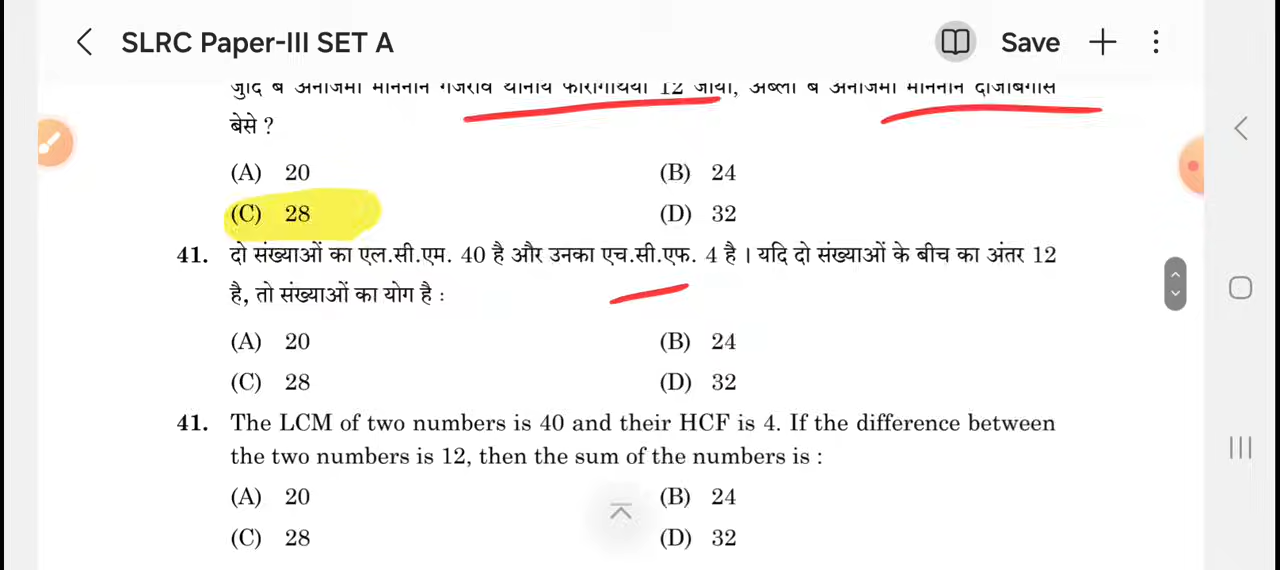 SLRC Paper-III SET A
Save
12 जाया,
बेसे ?
(A) 20
(B) 24
(C) 28
(D) 32
41. दो संख्याओं का एल.सी.एम. 40 है और उनका एच.सी.एफ. 4 है । यदि दो संख्याओं के बीच का अंतर 12
है, तो संख्याओं का योग है :
(A) 20
(B) 24
(C) 28
(D) 32
41. The LCM of two numbers is 40 and their HCF is 4. If the difference between
the two numbers is 12, then the sum of the numbers is :
(A) 20
(B) 24
(C) 28
(D) 32